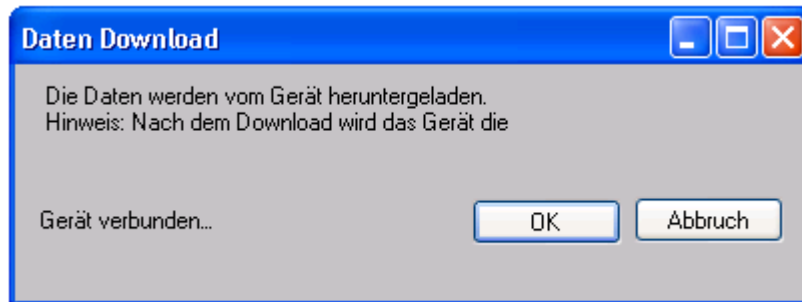 Daten Download
Die Daten werden vom Gerät heruntergeladen.
Hinweis: Nach dem Download wird das Gerät die
Gerät verbunden...
OK
Abbruch